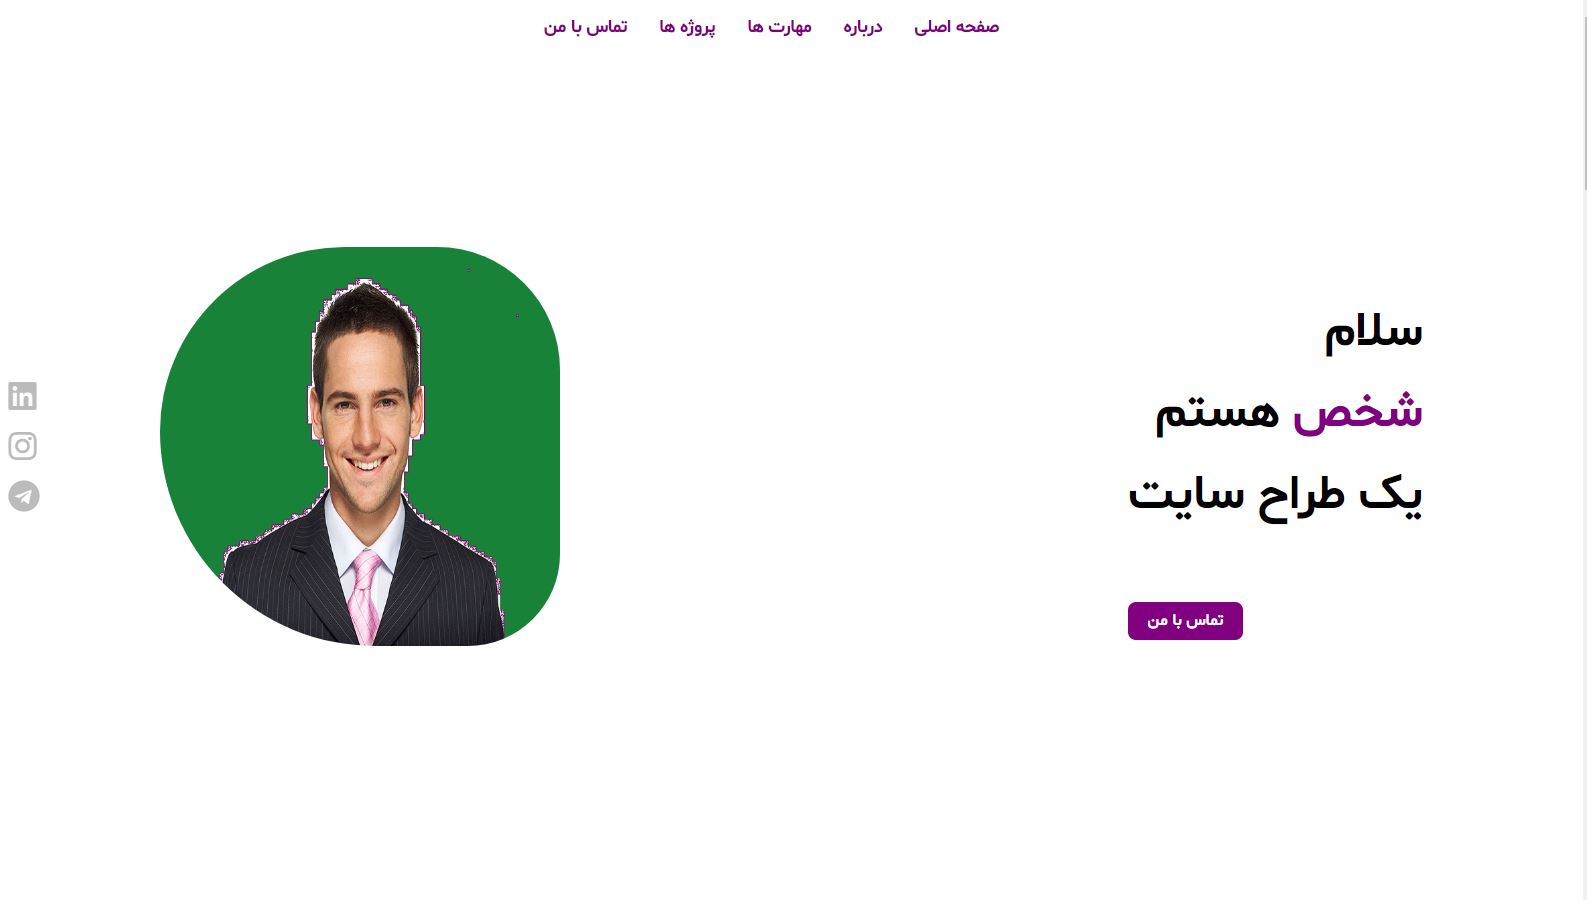 صفحه اصلی درباره مهارت ها پروژه ها تماس با من
سلام
شخص هستم
یک طراح سایت
تماس با من
in